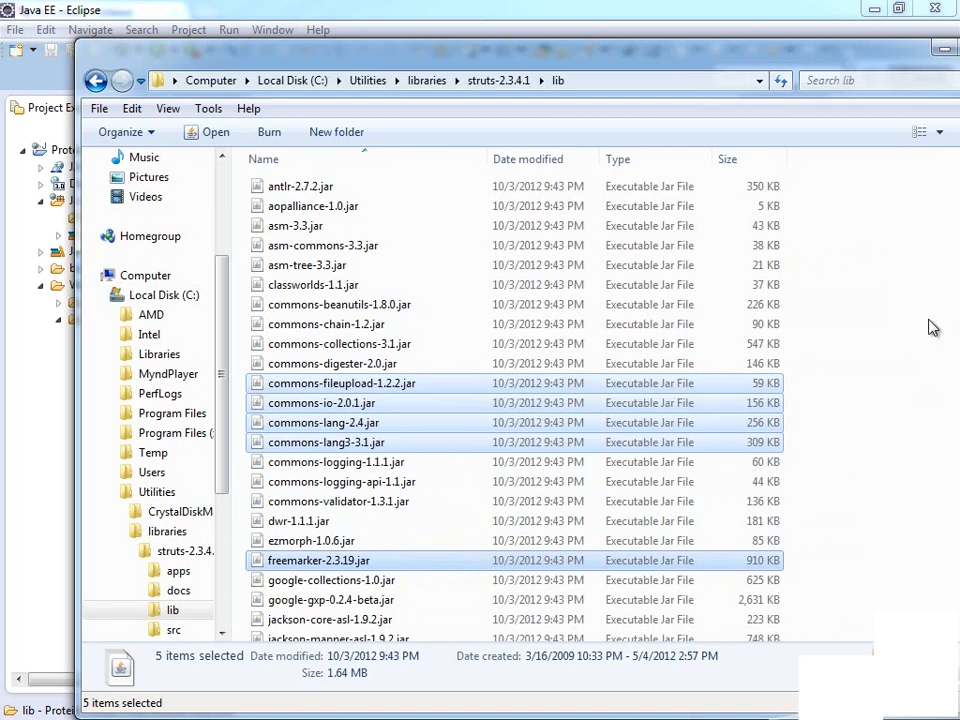 Java EE - Eclipse
File Edit Navigate Search Project Run Window Help
Computer Local Disk (C:) Utilities libraries struts-2.3.4.1 lib Search lib
File Edit View Tools Help
Organize Open Burn New folder
Project Ex
Music
Pictures
Videos
Homegroup
Computer
Local Disk (C:)
AMD
Intel
Libraries
MyndPlayer
PerfLogs
Program Files
Program Files (
Temp
Users
Utilities
CrystalDiskM
libraries
struts-2.3.4.
apps
docs
lib
src
Name Date modified Type Size
antlr-2.7.2.jar 10/3/2012 9:43 PM Executable Jar File 350 KB
aopalliance-1.0.jar 10/3/2012 9:43 PM Executable Jar File 5 KB
asm-3.3.jar 10/3/2012 9:43 PM Executable Jar File 43 KB
asm-commons-3.3.jar 10/3/2012 9:43 PM Executable Jar File 38 KB
asm-tree-3.3.jar 10/3/2012 9:43 PM Executable Jar File 21 KB
classworlds-1.1.jar 10/3/2012 9:43 PM Executable Jar File 37 KB
commons-beanutils-1.8.0.jar 10/3/2012 9:43 PM Executable Jar File 226 KB
commons-chain-1.2.jar 10/3/2012 9:43 PM Executable Jar File 90 KB
commons-collections-3.1.jar 10/3/2012 9:43 PM Executable Jar File 547 KB
commons-digester-2.0.jar 10/3/2012 9:43 PM Executable Jar File 146 KB
commons-fileupload-1.2.2.jar 10/3/2012 9:43 PM Executable Jar File 59 KB
commons-io-2.0.1.jar 10/3/2012 9:43 PM Executable Jar File 156 KB
commons-lang-2.4.jar 10/3/2012 9:43 PM Executable Jar File 256 KB
commons-lang3-3.1.jar 10/3/2012 9:43 PM Executable Jar File 309 KB
commons-logging-1.1.1.jar 10/3/2012 9:43 PM Executable Jar File 60 KB
commons-logging-api-1.1.jar 10/3/2012 9:43 PM Executable Jar File 44 KB
commons-validator-1.3.1.jar 10/3/2012 9:43 PM Executable Jar File 136 KB
dwr-1.1.1.jar 10/3/2012 9:43 PM Executable Jar File 181 KB
ezmorph-1.0.6.jar 10/3/2012 9:43 PM Executable Jar File 85 KB
freemarker-2.3.19.jar 10/3/2012 9:43 PM Executable Jar File 910 KB
google-collections-1.0.jar 10/3/2012 9:43 PM Executable Jar File 625 KB
google-gxp-0.2.4-beta.jar 10/3/2012 9:43 PM Executable Jar File 2,631 KB
jackson-core-asl-1.9.2.jar 10/3/2012 9:43 PM Executable Jar File 223 KB
jackson-mapper-asl-1.9.2.jar 10/3/2012 9:43 PM Executable Jar File 748 KB
5 items selected Date modified: 10/3/2012 9:43 PM Date created: 3/16/2009 10:33 PM - 5/4/2012 2:57 PM
Size: 1.64 MB
5 items selected
lib - Protei